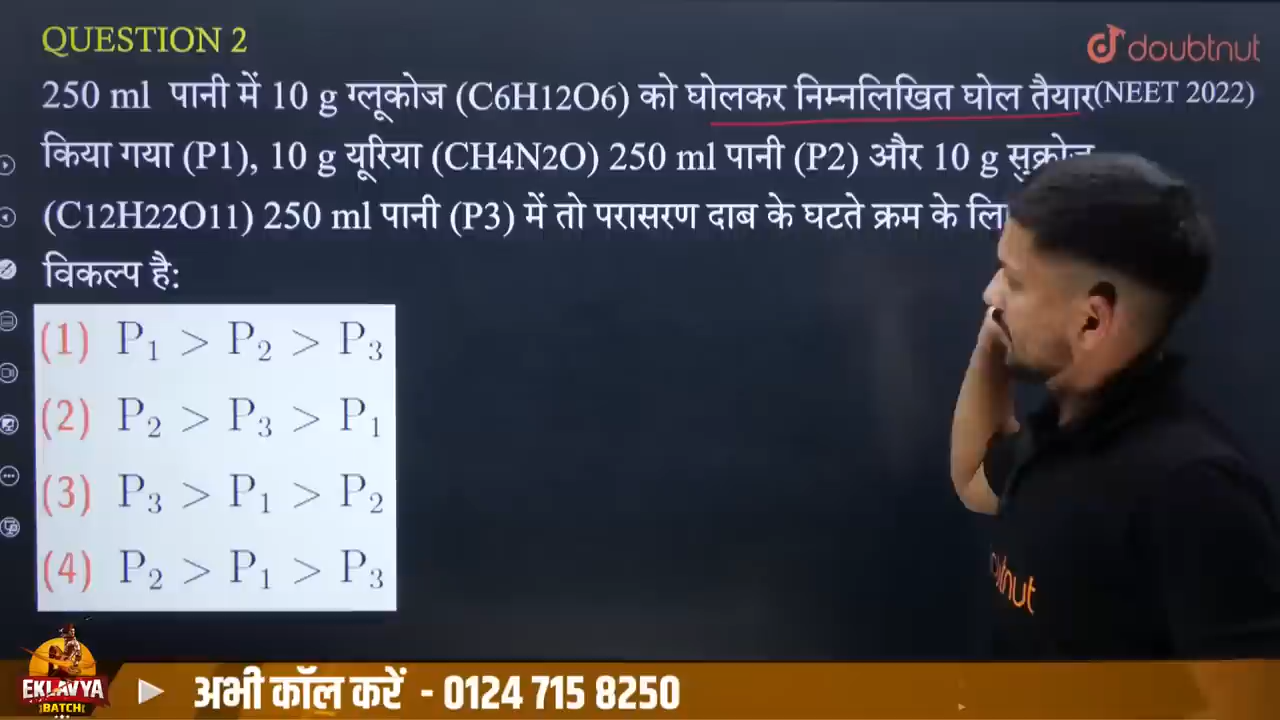 QUESTION 2
doubtnut
250 ml पानी में 10 g ग्लूकोज (C6H12O6) को घोलकर निम्नलिखित घोल तैयार(NEET 2022)
किया गया (P1), 10 g यूरिया (CH4N2O) 250 ml पानी (P2) और 10 g सुक्रोज
(C12H22O11) 250 ml पानी (P3) में तो परासरण दाब के घटते क्रम के
विकल्प है:
(1) P₁ > P₂ > P₃
(2) P₂ > P₃ > P₁
(3) P₃ > P₁ > P₂
(4) P₂ > P₁ > P₃
EKLAVYA
BATCH
अभी कॉल करें - 0124 715 8250